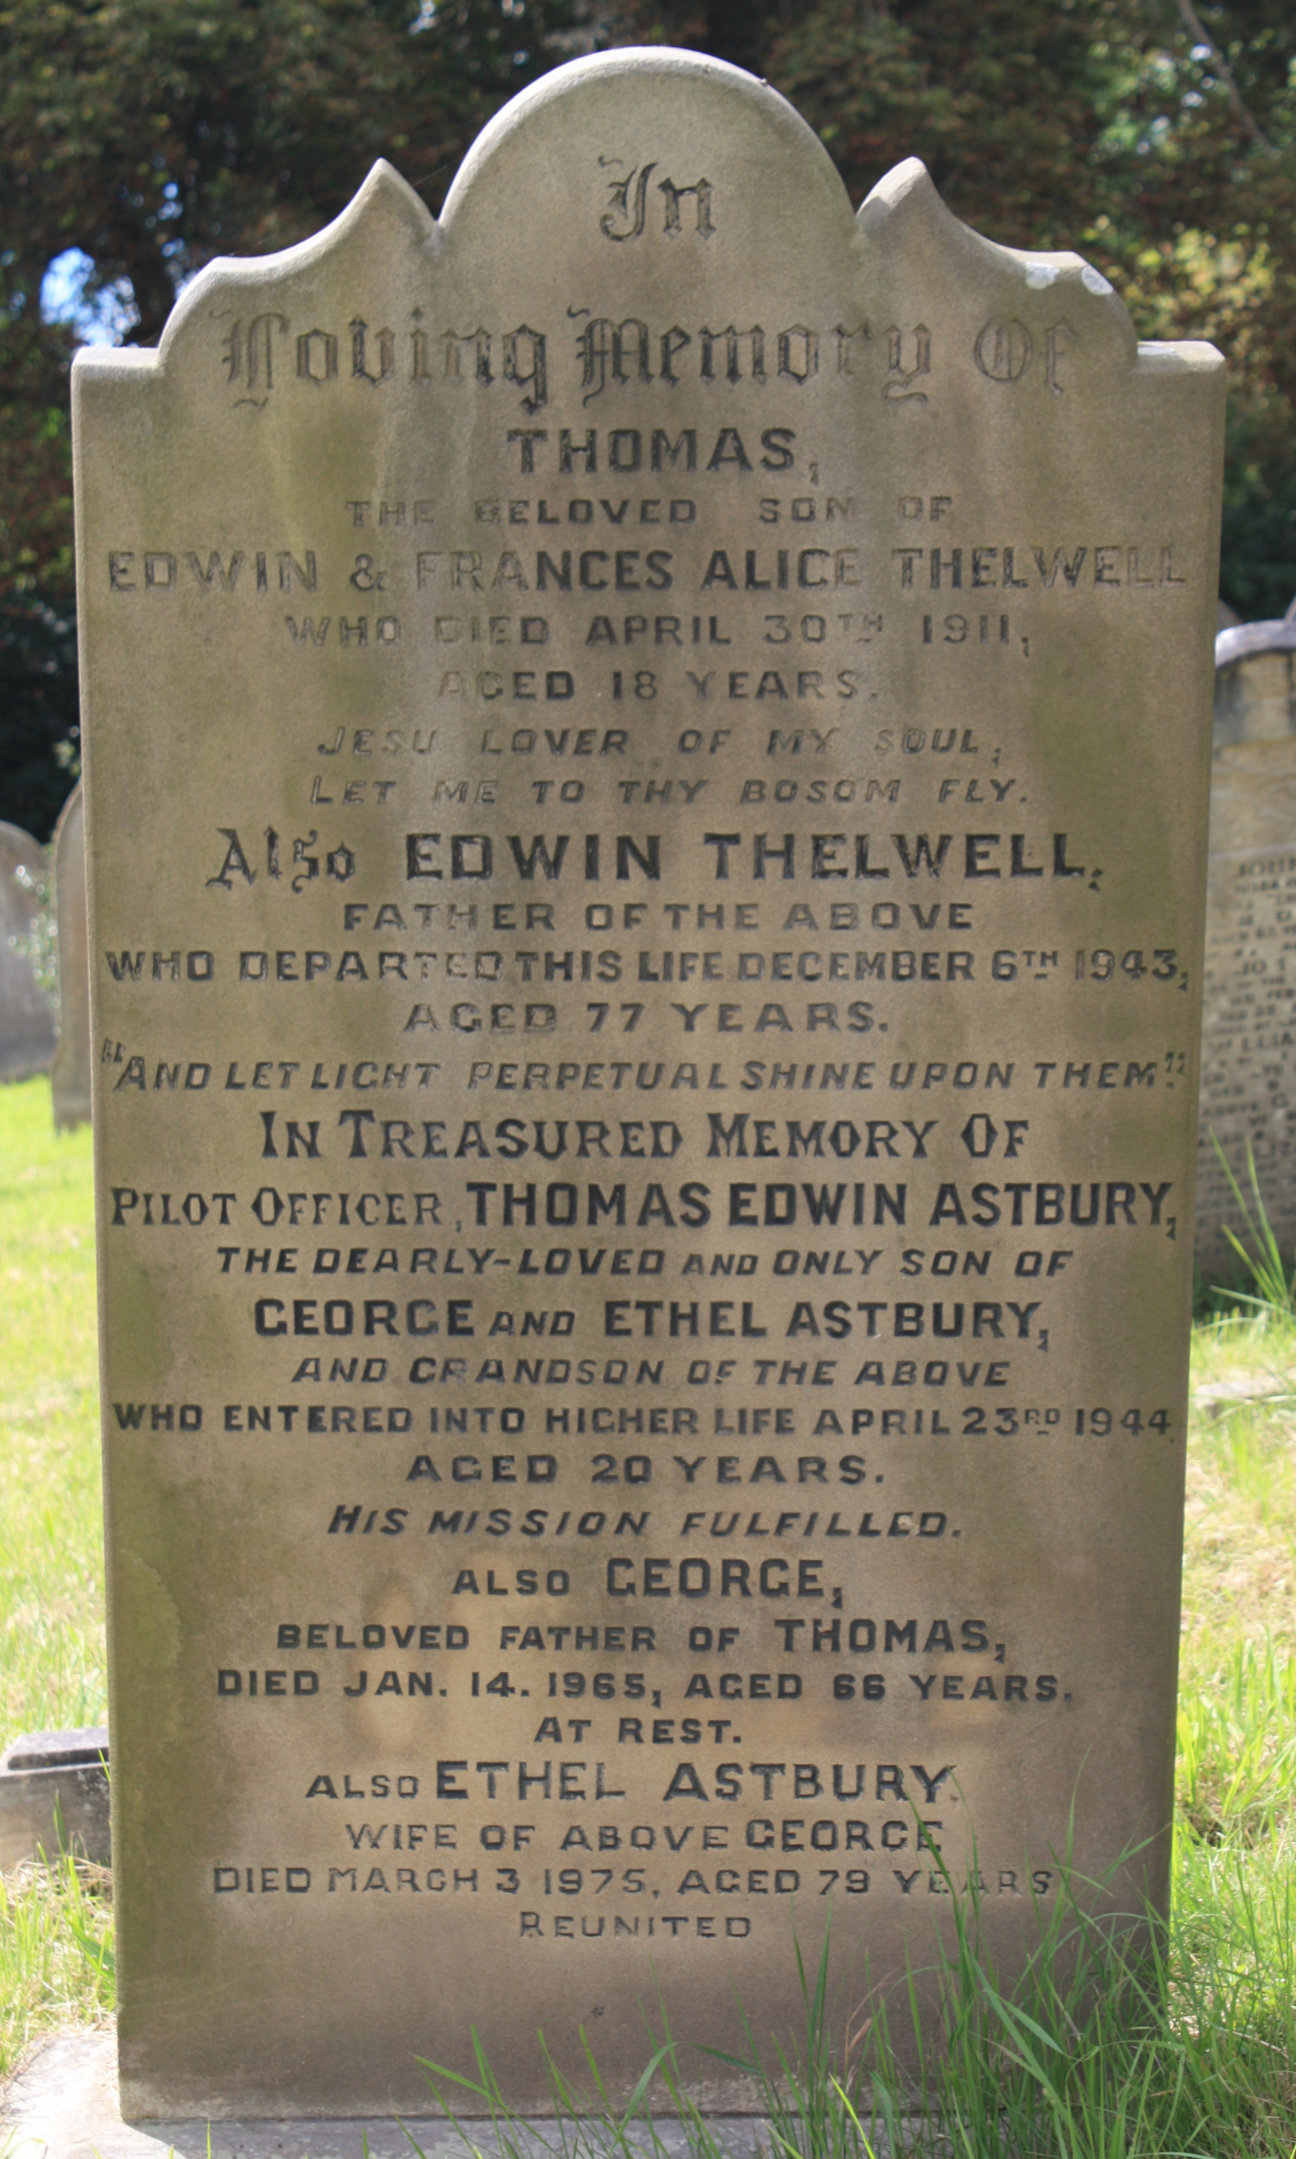 In
Loving Memory Of
THOMAS,
THE BELOVED SON OF
EDWIN & FRANCES ALICE THELWELL
WHO DIED APRIL 30TH 1911,
AGED 18 YEARS.
JESU LOVER OF MY SOUL,
LET ME TO THY BOSOM FLY.
Also EDWIN THELWELL,
FATHER OF THE ABOVE
WHO DEPARTED THIS LIFE DECEMBER 6TH 1943,
AGED 77 YEARS.
"AND LET LIGHT PERPETUAL SHINE UPON THEM."
IN TREASURED MEMORY OF
PILOT OFFICER, THOMAS EDWIN ASTBURY,
THE DEARLY-LOVED AND ONLY SON OF
GEORGE AND ETHEL ASTBURY,
AND GRANDSON OF THE ABOVE
WHO ENTERED INTO HIGHER LIFE APRIL 23RD 1944
AGED 20 YEARS.
HIS MISSION FULFILLED.
ALSO GEORGE,
BELOVED FATHER OF THOMAS,
DIED JAN. 14. 1965, AGED 66 YEARS.
AT REST.
ALSO ETHEL ASTBURY.
WIFE OF ABOVE GEORGE
DIED MARCH 3 1975, AGED 79 YEARS
REUNITED